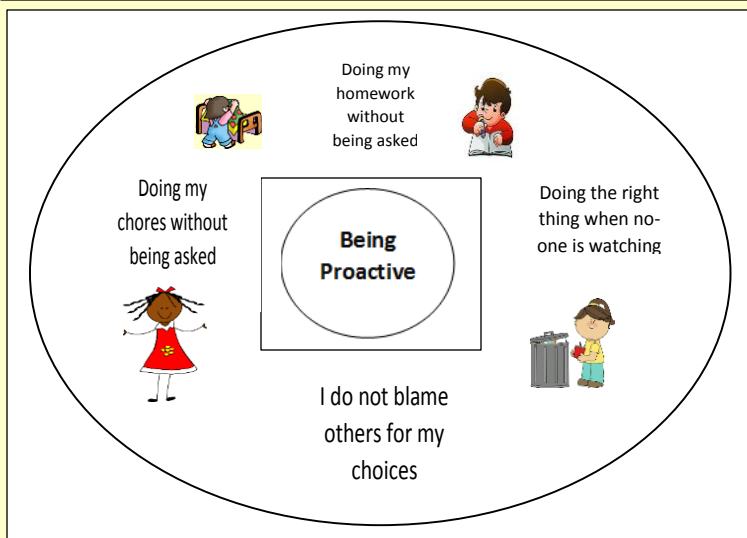 Doing my
homework
without
being asked
Doing my
chores without
being asked
Being
Proactive
Doing the right
thing when no-
one is watching
I do not blame
others for my
choices